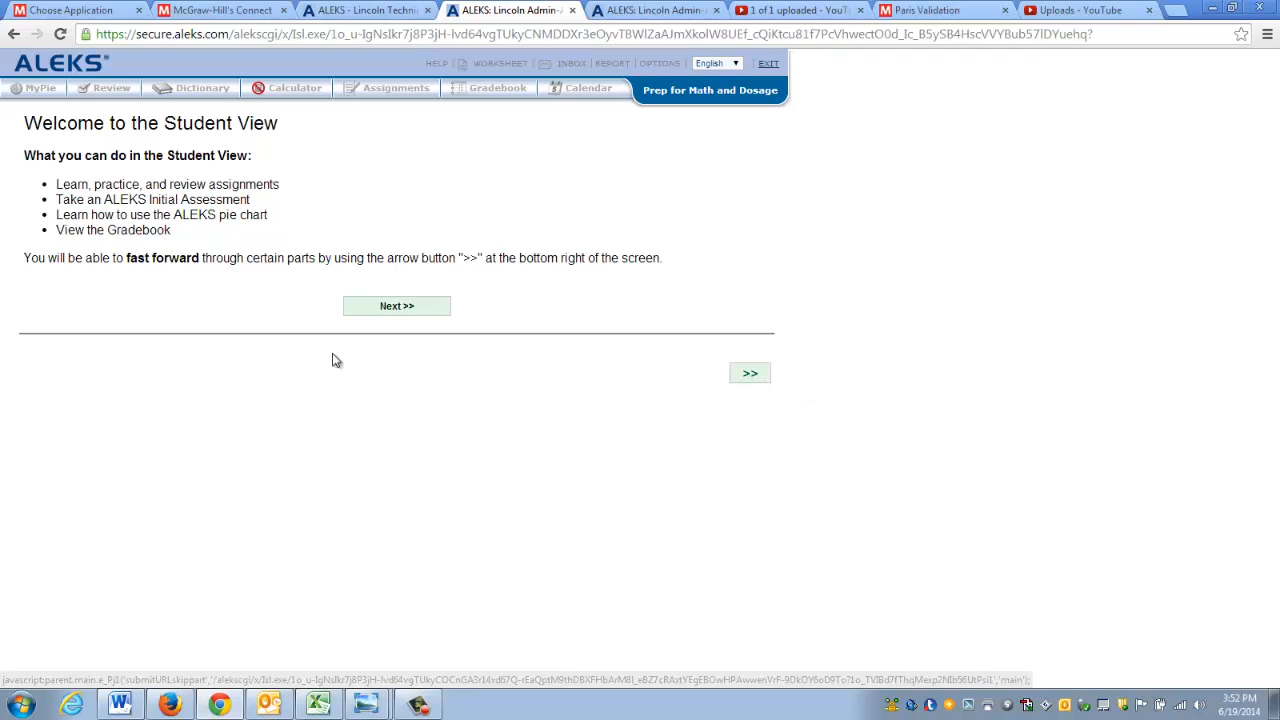 Choose Application
McGraw-Hill's Connect
ALEKS - Lincoln Techni
ALEKS: Lincoln Admin-
ALEKS: Lincoln Admin-
1 of 1 uploaded - YouT
Paris Validation
Uploads - YouTube
ALEKS®
HELP WORKSHEET INBOX REPORT OPTIONS English EXIT
MyPie Review Dictionary Calculator Assignments Gradebook Calendar Prep for Math and Dosage
Welcome to the Student View
What you can do in the Student View:
• Learn, practice, and review assignments
• Take an ALEKS Initial Assessment
• Learn how to use the ALEKS pie chart
• View the Gradebook
You will be able to fast forward through certain parts by using the arrow button ">>" at the bottom right of the screen.
Next >>
>>
3:52 PM
6/19/2014